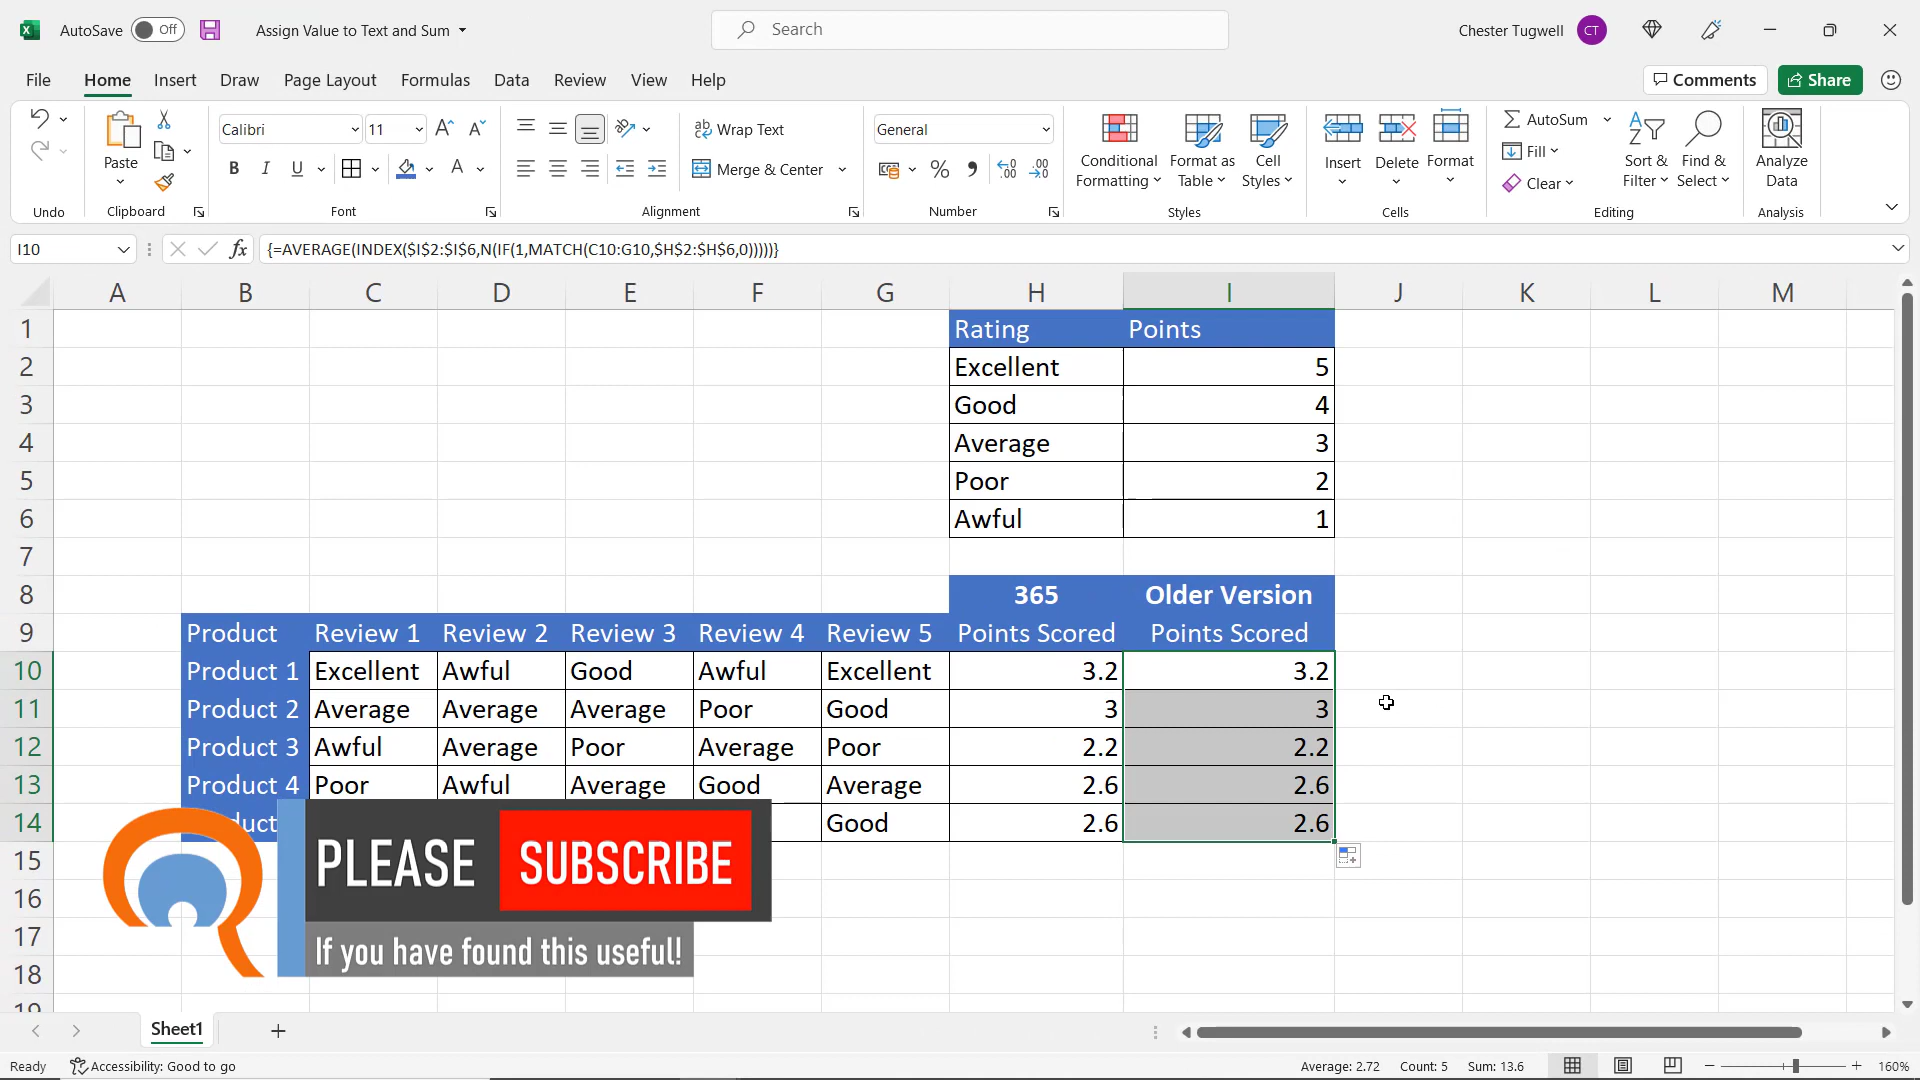 AutoSave Off Assign Value to Text and Sum Search Chester Tugwell CT
File Home Insert Draw Page Layout Formulas Data Review View Help Comments Share
Undo
Paste
Clipboard
Calibri 11
B I U A
Font
Wrap Text
Merge & Center
Alignment
General
Number
Conditional Formatting
Format as Table
Cell Styles
Styles
Insert
Delete
Format
Cells
AutoSum
Fill
Clear
Sort & Filter
Find & Select
Editing
Analyze Data
Analysis
I10 fx {=AVERAGE(INDEX($I$2:$I$6,N(IF(1,MATCH(C10:G10,$H$2:$H$6,0)))))}
A B C D E F G H I J K L M
1 Rating Points
2 Excellent 5
3 Good 4
4 Average 3
5 Poor 2
6 Awful 1
7
8 365 Older Version
9 Product Review 1 Review 2 Review 3 Review 4 Review 5 Points Scored Points Scored
10 Product 1 Excellent Awful Good Awful Excellent 3.2 3.2
11 Product 2 Average Average Average Poor Good 3 3
12 Product 3 Awful Average Poor Average Poor 2.2 2.2
13 Product 4 Poor Awful Average Good Average 2.6 2.6
14 Good 2.6 2.6
15
16
17
18
19
PLEASE SUBSCRIBE
If you have found this useful!
Sheet1
Ready Accessibility: Good to go Average: 2.72 Count: 5 Sum: 13.6 160%